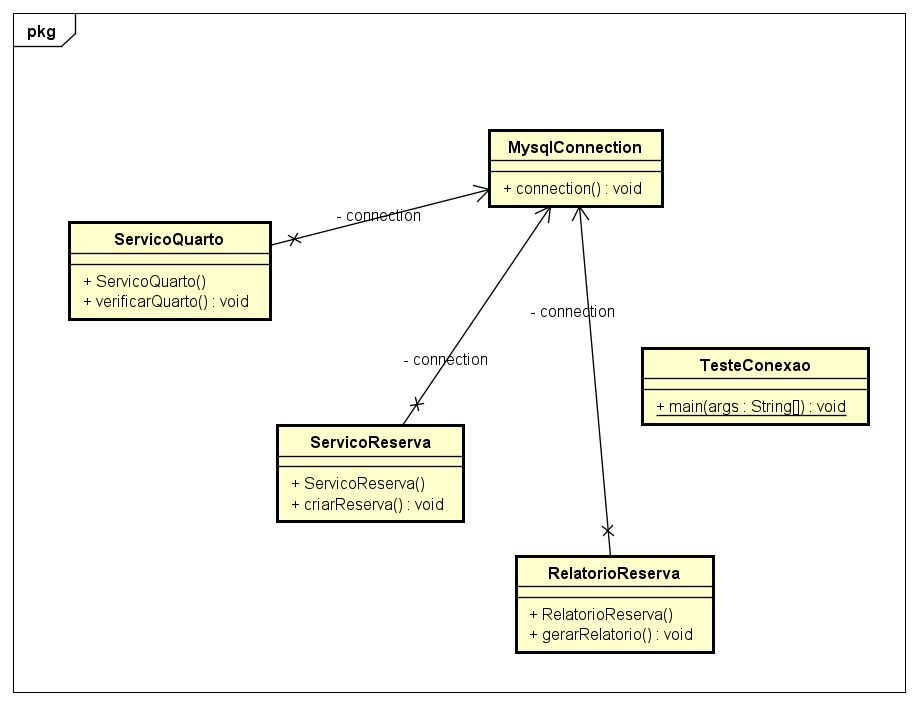 pkg
MysqlConnection
+ connection() : void
- connection
ServicoQuarto
+ ServicoQuarto()
+ verificarQuarto() : void
- connection
- connection
TesteConexao
+ main(args : String[]) : void
ServicoReserva
+ ServicoReserva()
+ criarReserva() : void
RelatorioReserva
+ RelatorioReserva()
+ gerarRelatorio() : void